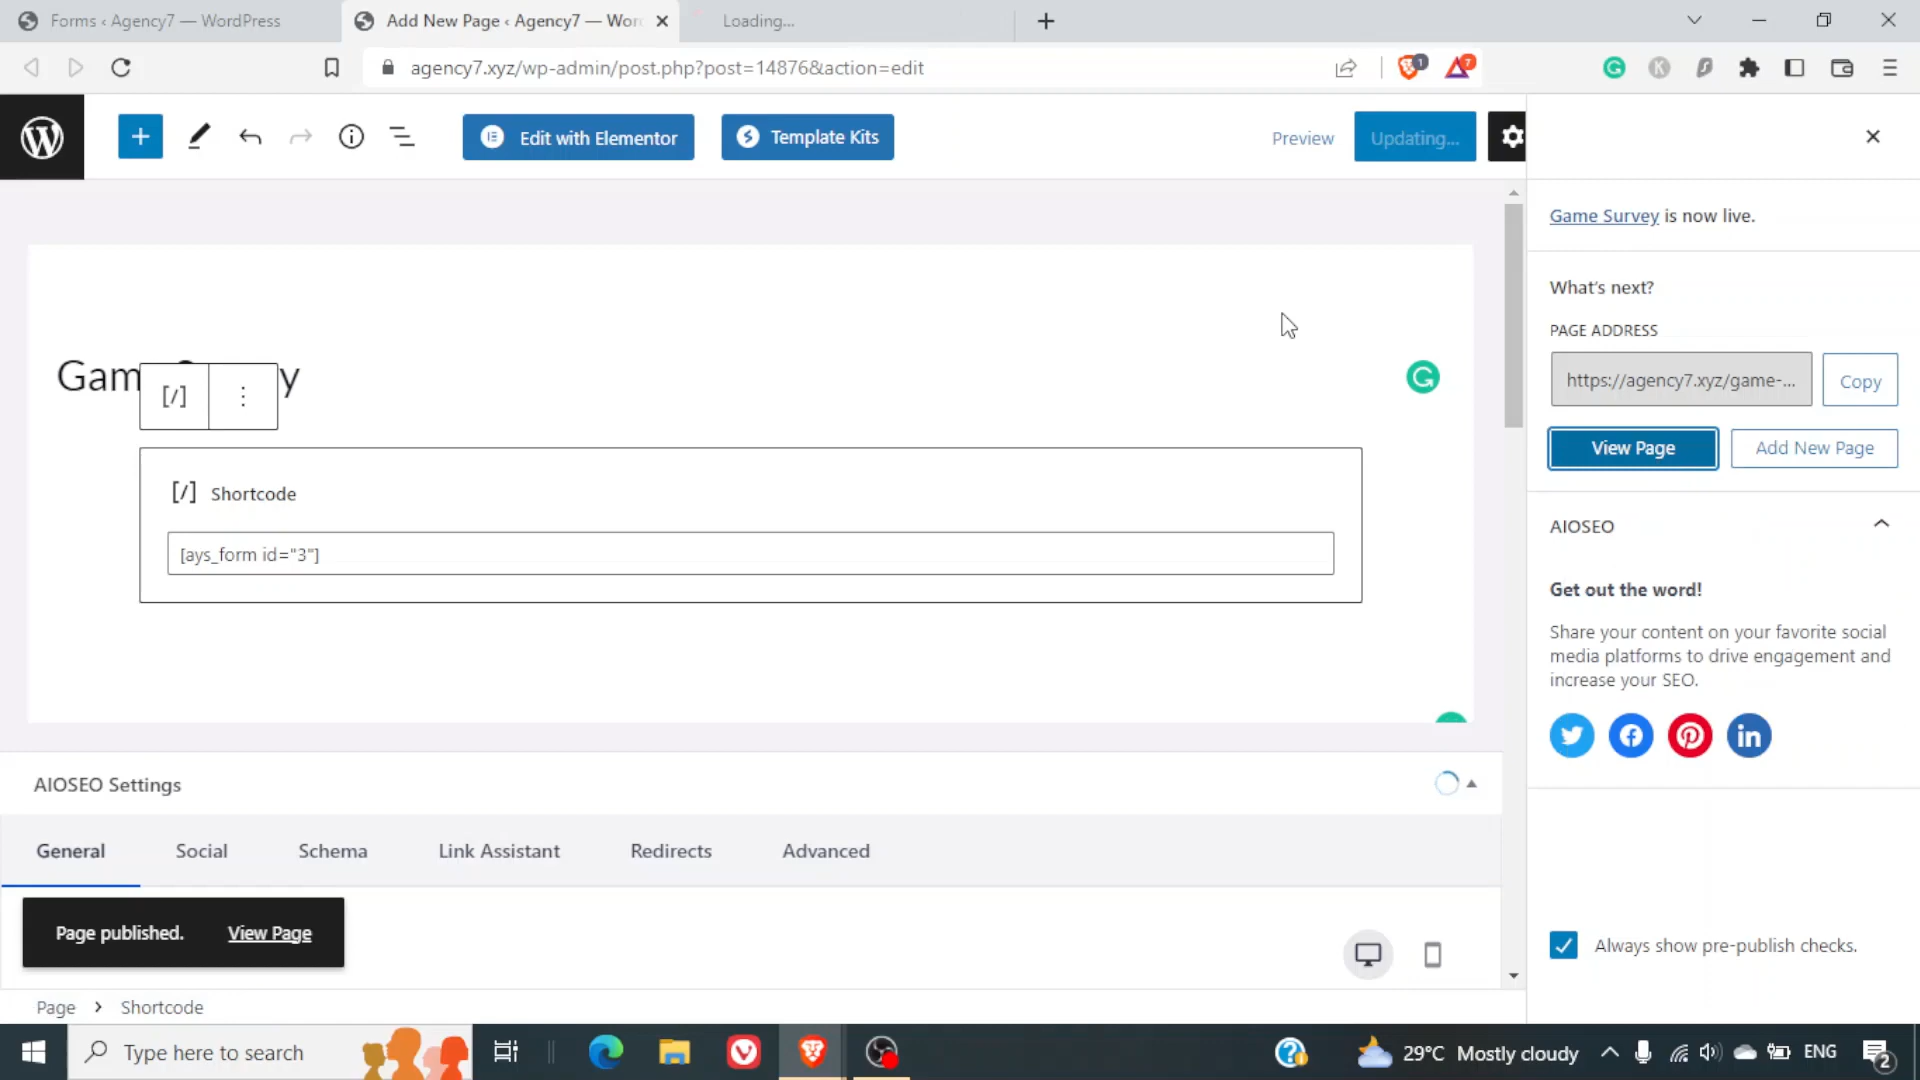 Forms ‹ Agency7 — WordPress
Add New Page ‹ Agency7 — Wor
Loading...
agency7.xyz/wp-admin/post.php?post=14876&action=edit
1
7
Edit with Elementor
Template Kits
Preview
Updating...
Game Survey is now live.
What's next?
PAGE ADDRESS
https://agency7.xyz/game-...
Copy
View Page
Add New Page
Gam
y
[/]
[/] Shortcode
[ays_form id="3"]
AIOSEO
Get out the word!
Share your content on your favorite social
media platforms to drive engagement and
increase your SEO.
AIOSEO Settings
General
Social
Schema
Link Assistant
Redirects
Advanced
Page published.
View Page
Always show pre-publish checks.
Page
Shortcode
Type here to search
29°C Mostly cloudy
ENG
2